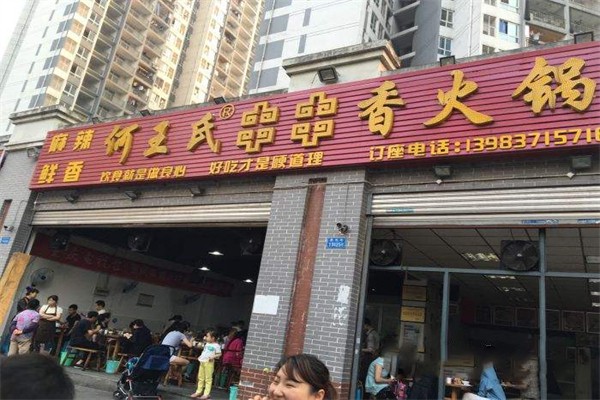 麻辣
鲜香
何王氏® 串串香火锅
饮食就是做良心 好吃才是硬道理 订座电话:1398371571